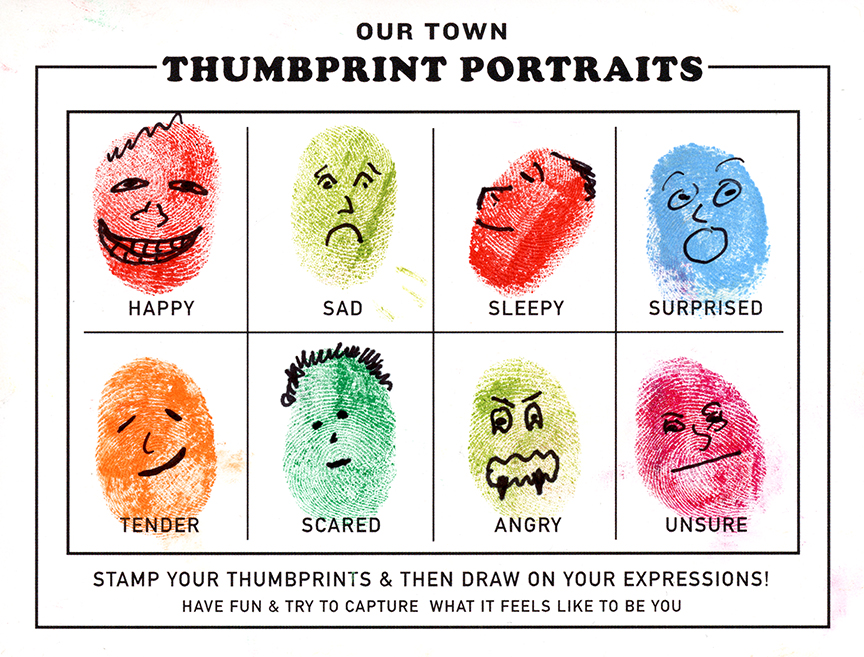 OUR TOWN
THUMBPRINT PORTRAITS
HAPPY
SAD
SLEEPY
SURPRISED
TENDER
SCARED
ANGRY
UNSURE
STAMP YOUR THUMBPRINTS & THEN DRAW ON YOUR EXPRESSIONS!
HAVE FUN & TRY TO CAPTURE WHAT IT FEELS LIKE TO BE YOU